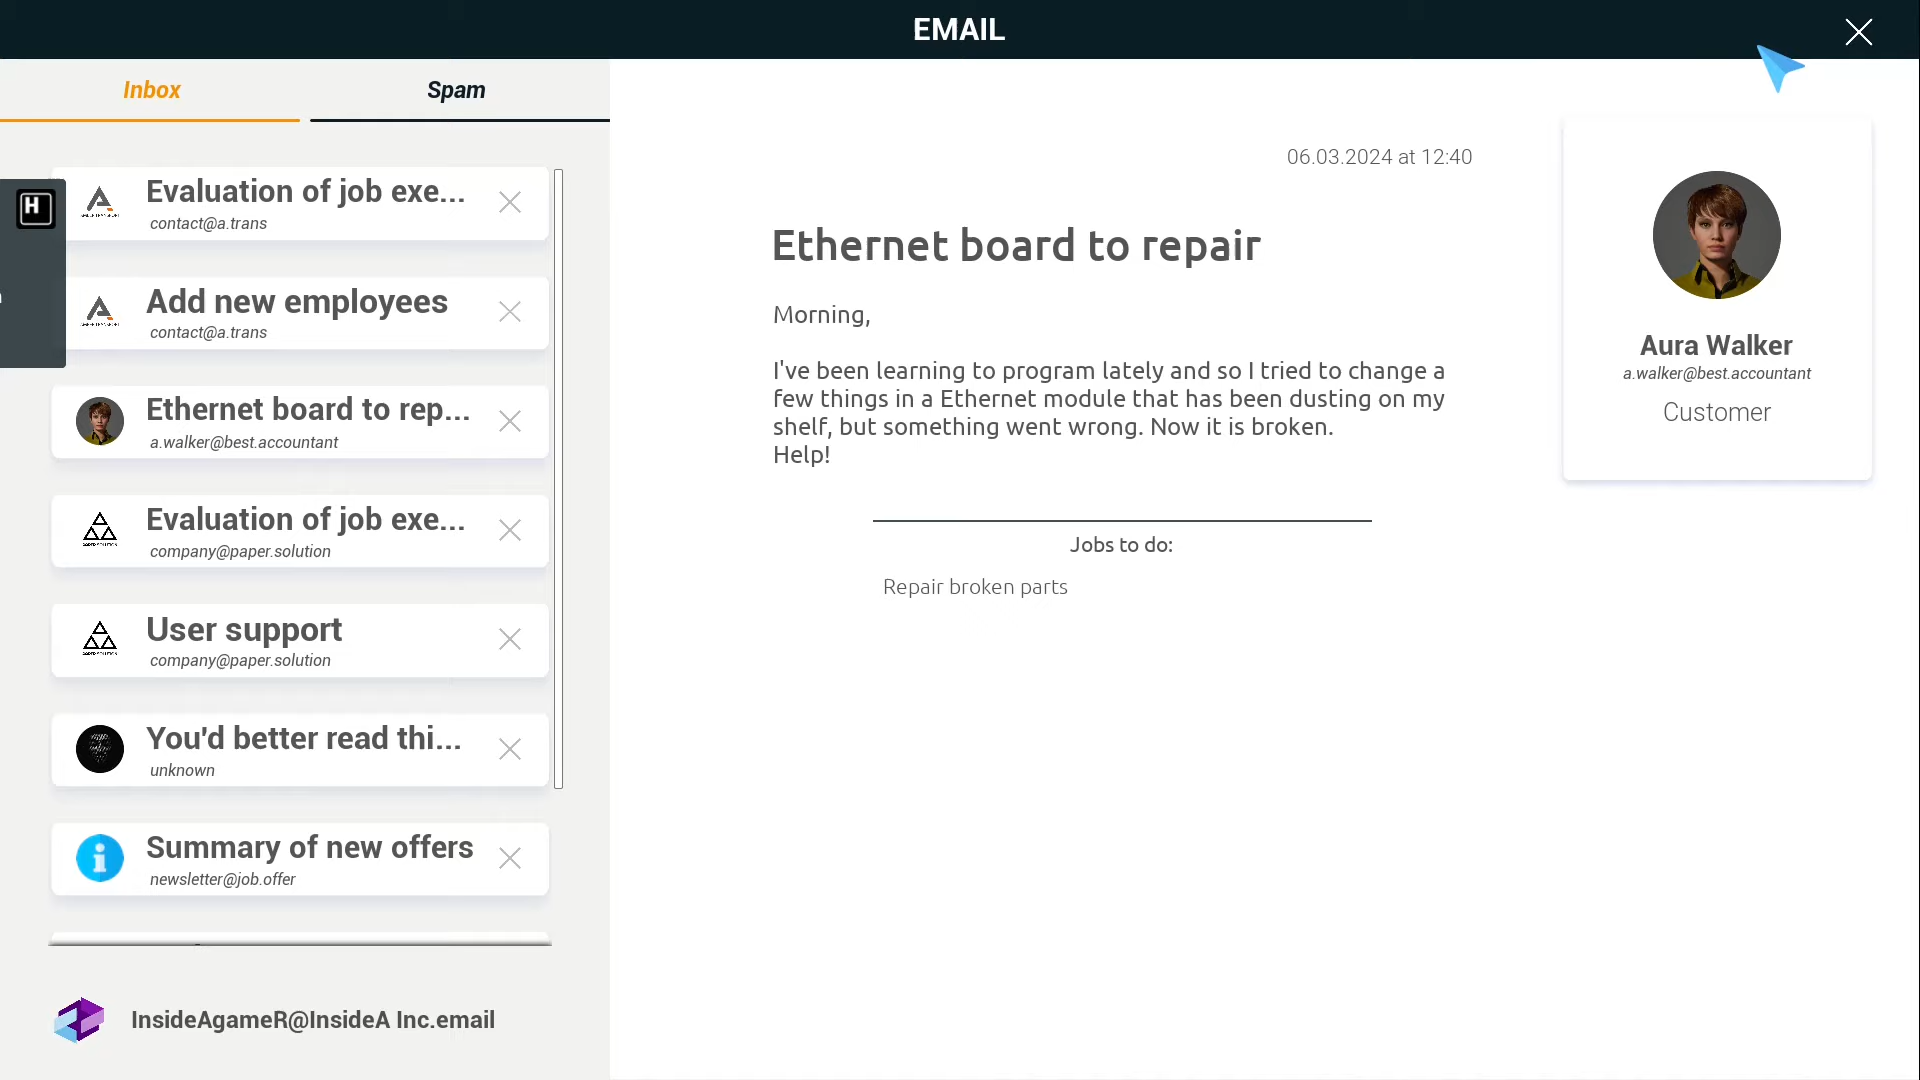 EMAIL
Inbox
Spam
H
Evaluation of job exe...
contact@a.trans
Add new employees
contact@a.trans
Ethernet board to rep...
a.walker@best.accountant
Evaluation of job exe...
company@paper.solution
User support
company@paper.solution
You'd better read thi...
unknown
Summary of new offers
newsletter@job.offer
InsideAgameR@InsideA Inc.email
06.03.2024 at 12:40
Ethernet board to repair
Morning,
I've been learning to program lately and so I tried to change a
few things in a Ethernet module that has been dusting on my
shelf, but something went wrong. Now it is broken.
Help!
Jobs to do:
Repair broken parts
Aura Walker
a.walker@best.accountant
Customer